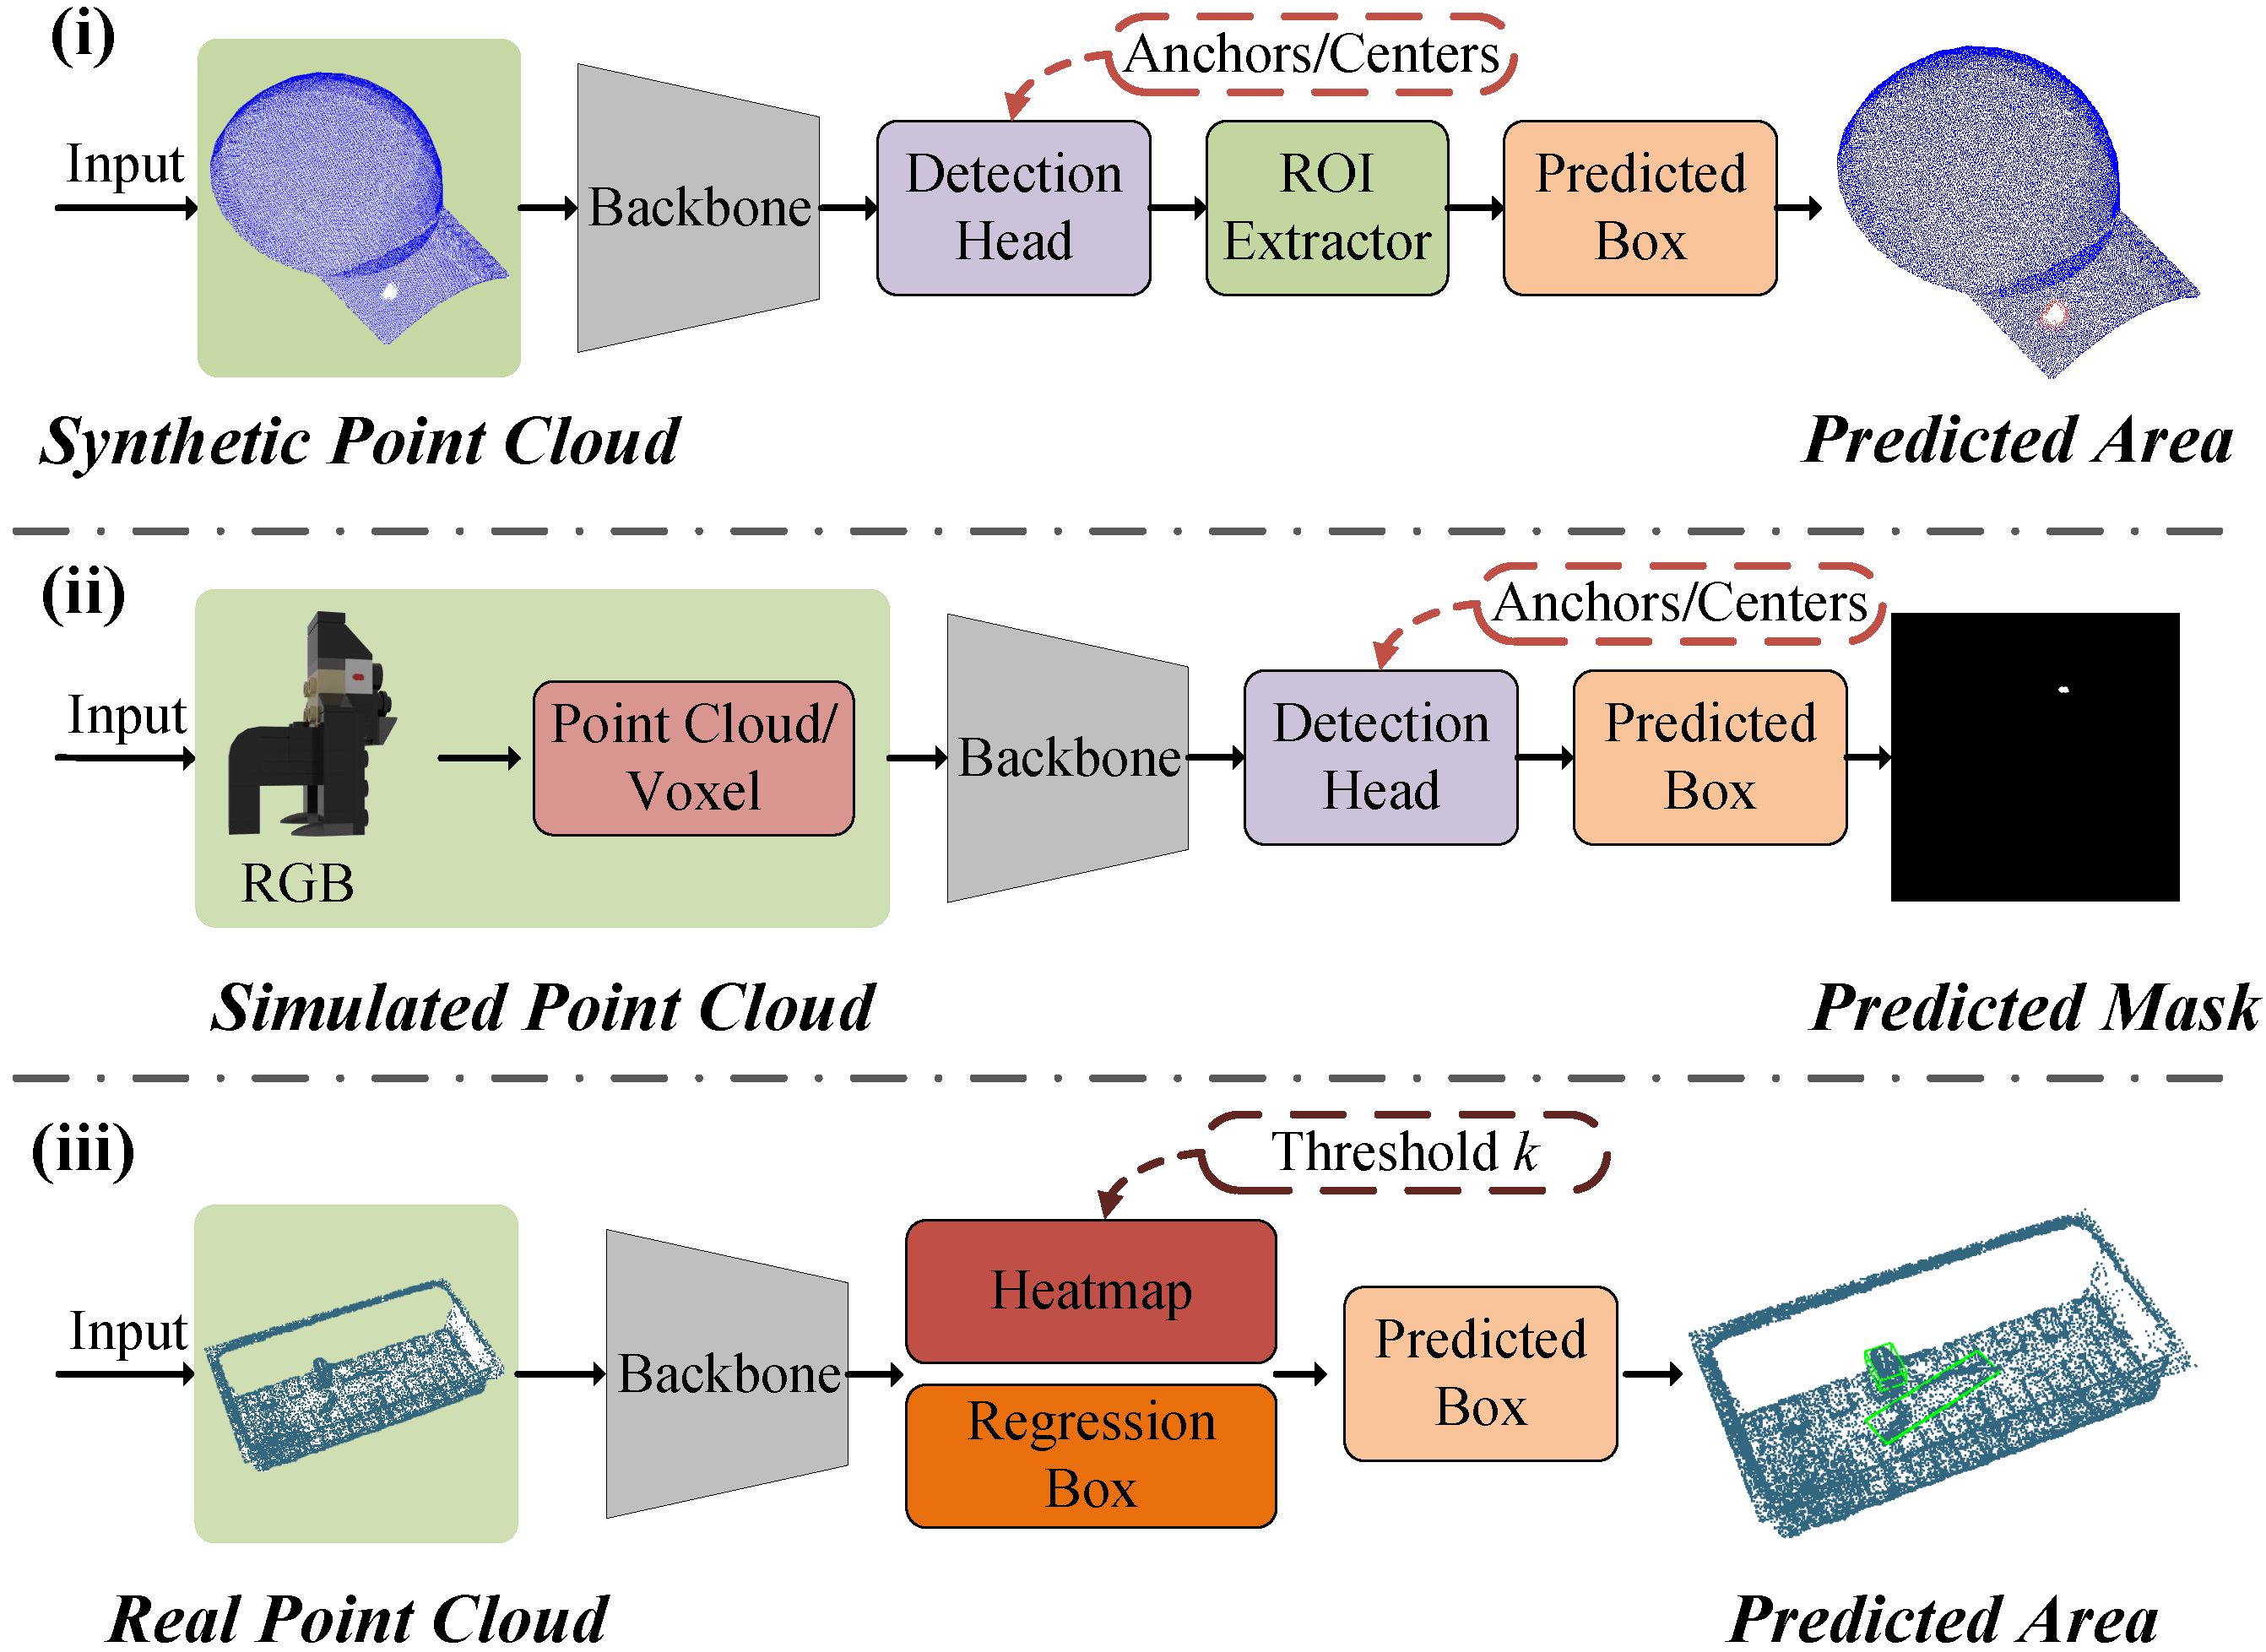 (i)
Anchors/Centers
Input
Backbone
Detection
Head
ROI
Extractor
Predicted
Box
Synthetic Point Cloud
Predicted Area
(ii)
Anchors/Centers
Input
RGB
Point Cloud/
Voxel
Backbone
Detection
Head
Predicted
Box
Simulated Point Cloud
Predicted Mask
(iii)
Threshold k
Input
Backbone
Heatmap
Regression
Box
Predicted
Box
Real Point Cloud
Predicted Area